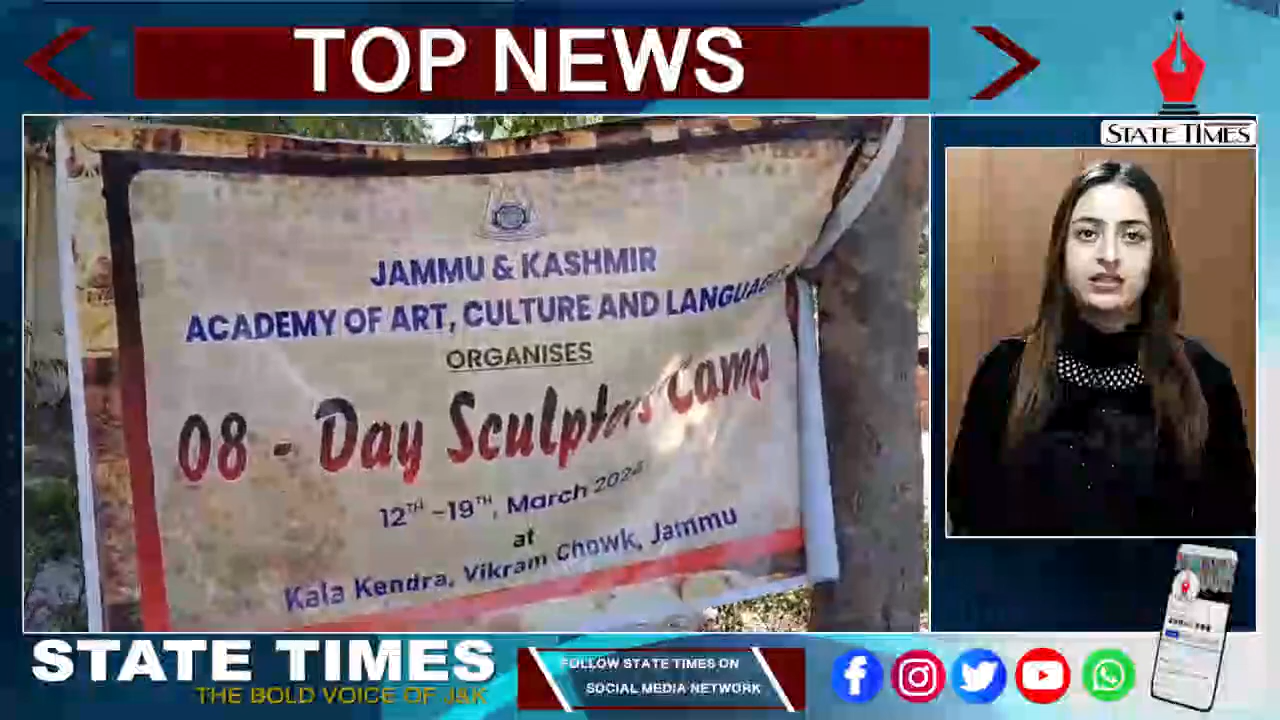 TOP NEWS
STATE TIMES
JAMMU & KASHMIR
ACADEMY OF ART, CULTURE AND LANGUAGES
ORGANISES
08 - Day Sculptors Camp
12TH -19TH, March 2024
at
Kala Kendra, Vikram Chowk, Jammu
STATE TIMES
THE BOLD VOICE OF J&K
FOLLOW STATE TIMES ON
SOCIAL MEDIA NETWORK